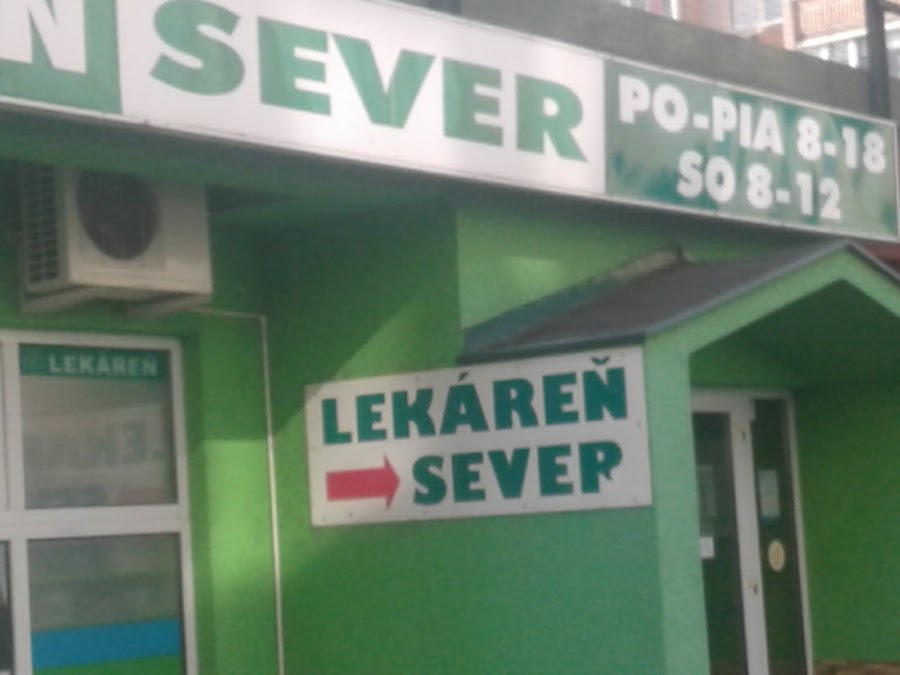 N SEVER
PO-PIA 8-18
SO 8-12
LEKÁREŇ
LEKÁREŇ
SEVER